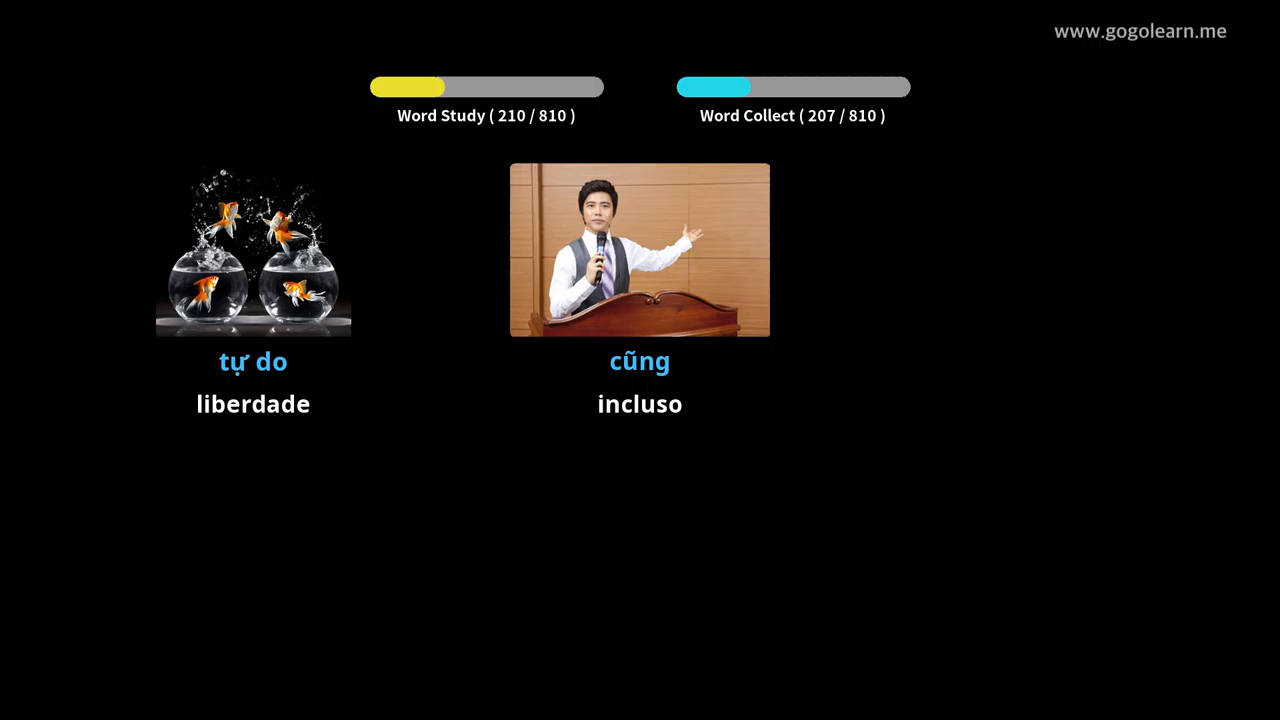 www.gogolearn.me
Word Study ( 210 / 810 )
Word Collect ( 207 / 810 )
tự do
liberdade
cũng
incluso